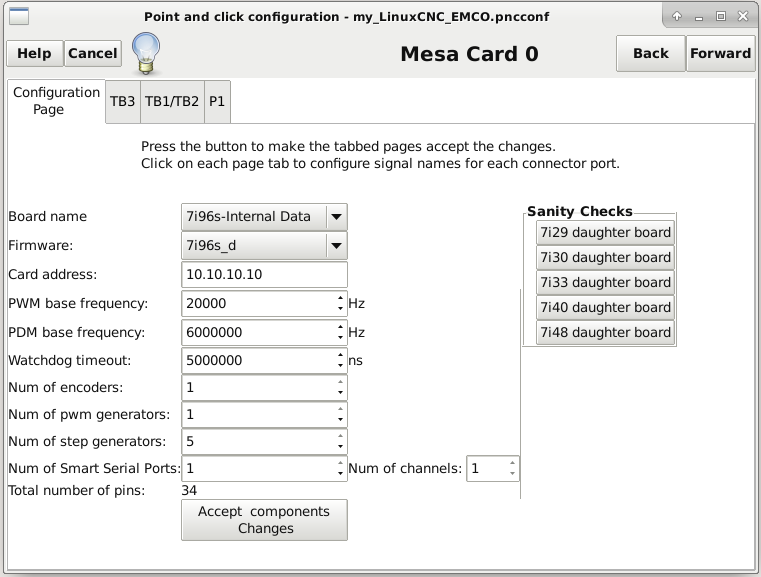 Point and click configuration - my_LinuxCNC_EMCO.pncconf
Help Cancel Mesa Card 0 Back Forward
Configuration Page TB3 TB1/TB2 P1
Press the button to make the tabbed pages accept the changes.
Click on each page tab to configure signal names for each connector port.
Board name 7i96s-Internal Data
Firmware: 7i96s_d
Card address: 10.10.10.10
PWM base frequency: 20000 Hz
PDM base frequency: 6000000 Hz
Watchdog timeout: 5000000 ns
Num of encoders: 1
Num of pwm generators: 1
Num of step generators: 5
Num of Smart Serial Ports: 1 Num of channels: 1
Total number of pins: 34
Accept components
Changes
Sanity Checks
7i29 daughter board
7i30 daughter board
7i33 daughter board
7i40 daughter board
7i48 daughter board